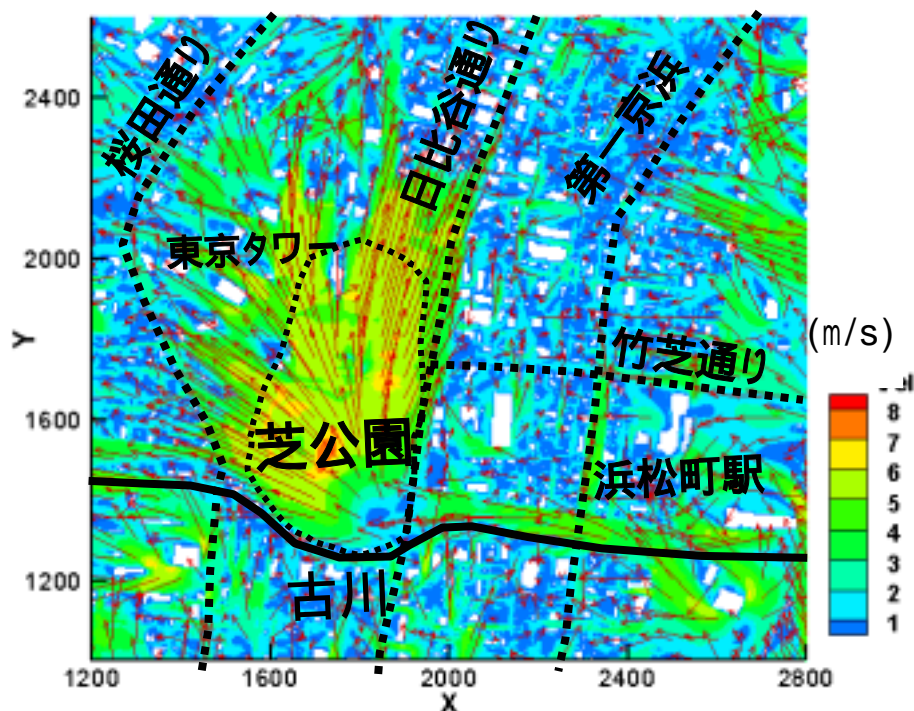 桜田通り
日比谷通り
第一京浜
東京タワー
竹芝通り
芝公園
浜松町駅
古川
(m/s)
8
7
6
5
4
3
2
1
Y
2400
2000
1600
1200
1200
1600
2000
2400
2800
X